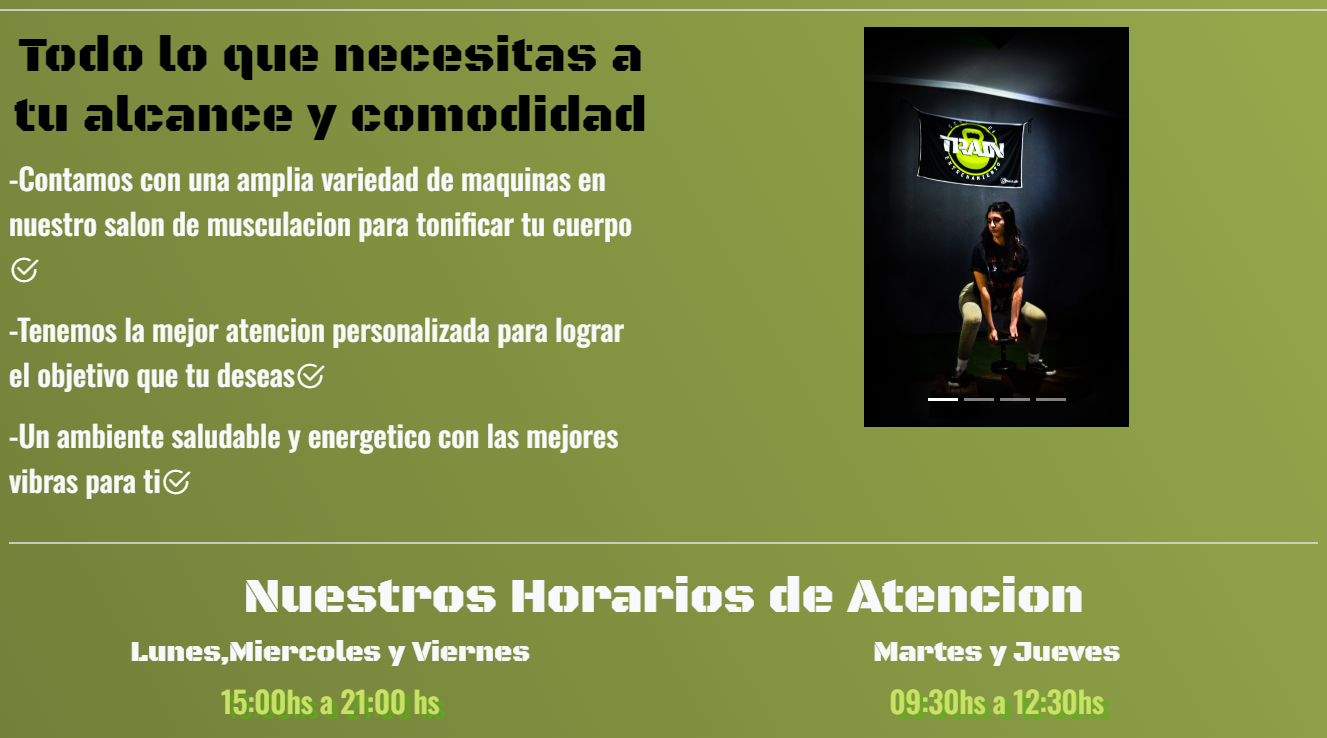 Todo lo que necesitas a
tu alcance y comodidad
-Contamos con una amplia variedad de maquinas en
nuestro salon de musculacion para tonificar tu cuerpo
-Tenemos la mejor atencion personalizada para lograr
el objetivo que tu deseas
-Un ambiente saludable y energetico con las mejores
vibras para ti
TRAIN
ENTRENAMIENTO
Nuestros Horarios de Atencion
Lunes,Miercoles y Viernes
Martes y Jueves
15:00hs a 21:00 hs
09:30hs a 12:30hs